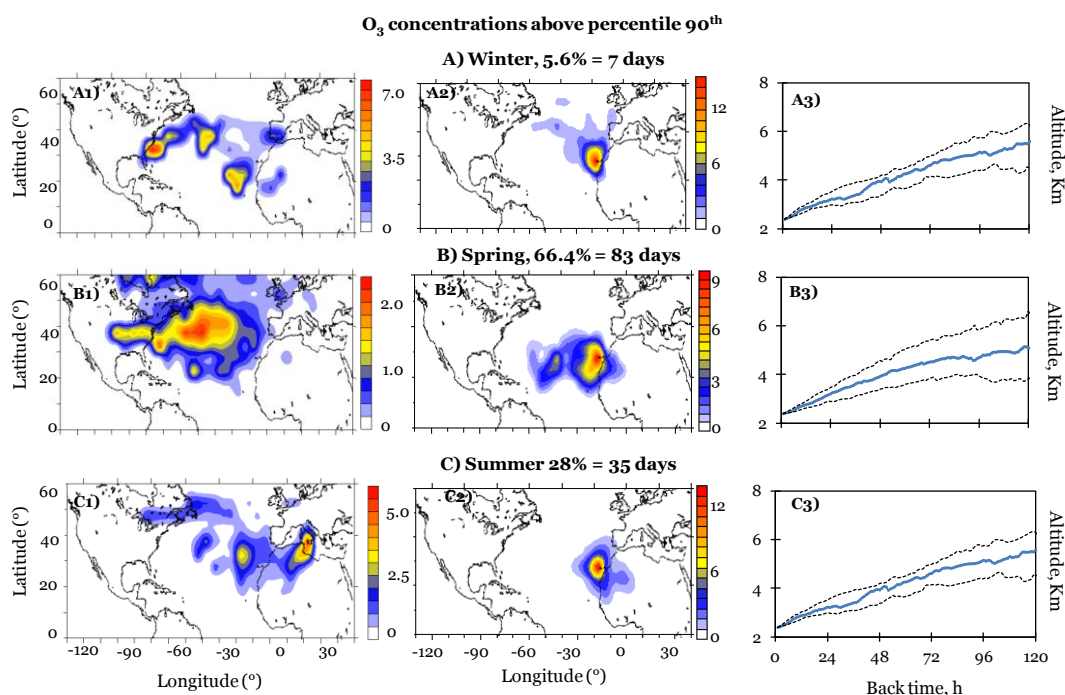 O₃ concentrations above percentile 90ᵗʰ
A) Winter, 5.6% = 7 days
A1)
A2)
A3)
60
40
20
0
Latitude (º)
7.0
3.5
0
12
6
0
8
6
4
2
Altitude, Km
B) Spring, 66.4% = 83 days
B1)
B2)
B3)
60
40
20
0
Latitude (º)
2.0
1.0
0
9
6
3
0
8
6
4
2
Altitude, Km
C) Summer 28% = 35 days
C1)
C2)
C3)
60
40
20
0
Latitude (º)
5.0
2.5
0
12
6
0
8
6
4
2
Altitude, Km
-120 -90 -60 -30 0 30
-120 -90 -60 -30 0 30
0 24 48 72 96 120
Longitude (º)
Longitude (º)
Back time, h